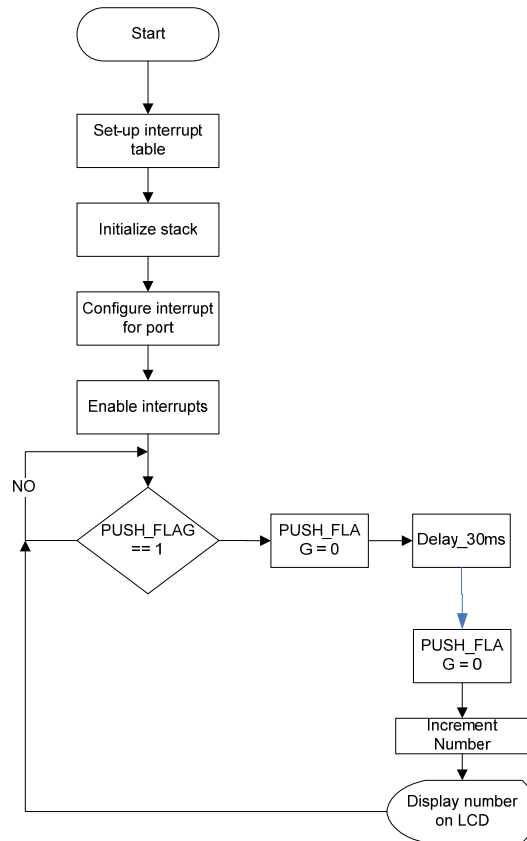 Start
Set-up interrupt
table
Initialize stack
Configure interrupt
for port
Enable interrupts
NO
PUSH_FLAG
== 1
PUSH_FLA
G = 0
Delay_30ms
PUSH_FLA
G = 0
Increment
Number
Display number
on LCD